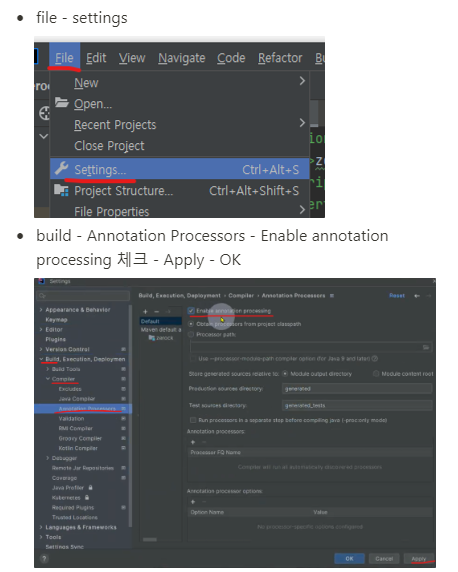 file - settings
File Edit View Navigate Code Refactor
New
Open...
Recent Projects
Close Project
Settings... Ctrl+Alt+S
Project Structure... Ctrl+Alt+Shift+S
File Properties
build - Annotation Processors - Enable annotation
processing 체크 - Apply - OK
Settings
Appearance & Behavior
Keymap
Editor
Plugins
Version Control
Build, Execution, Deploymen
Build Tools
Compiler
Excludes
Java Compiler
Annotation Processors
Validation
RMI Compiler
Groovy Compiler
Kotlin Compiler
Debugger
Remote Jar Repositories
Coverage
Java Profiler
Kubernetes
Required Plugins
Trusted Locations
Languages & Frameworks
Tools
Settings Sync
Build, Execution, Deployment › Compiler › Annotation Processors
Reset
Default
Maven default a
Enable annotation processing
Obtain processors from project classpath
Processor path:
Use --processor-module-path compiler option (for Java 9 and later)
Store generated sources relative to: Module output directory Module content root
Production sources directory: generated
Test sources directory: generated_tests
Run processors in a separate step before compiling java (-proc:only mode)
Annotation processors:
Processor FQ Name
Compiler will run all automatically discovered processors
Annotation processor options:
Option Name Value
No processor-specific options configured
OK Cancel Apply